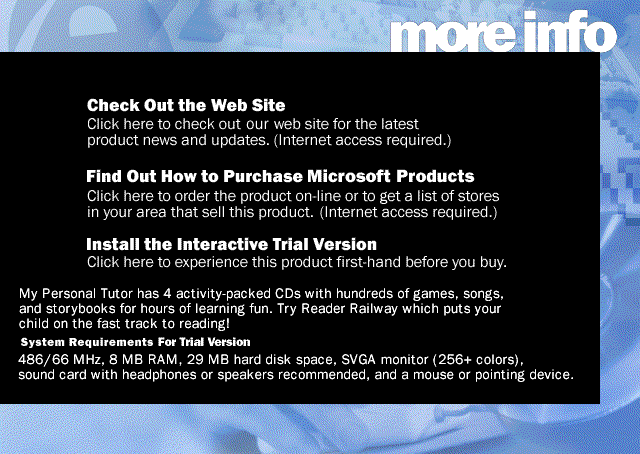 more info
Check Out the Web Site
Click here to check out our web site for the latest
product news and updates. (Internet access required.)
Find Out How to Purchase Microsoft Products
Click here to order the product on-line or to get a list of stores
in your area that sell this product. (Internet access required.)
Install the Interactive Trial Version
Click here to experience this product first-hand before you buy.
My Personal Tutor has 4 activity-packed CDs with hundreds of games, songs,
and storybooks for hours of learning fun. Try Reader Railway which puts your
child on the fast track to reading!
System Requirements For Trial Version
486/66 MHz, 8 MB RAM, 29 MB hard disk space, SVGA monitor (256+ colors),
sound card with headphones or speakers recommended, and a mouse or pointing device.